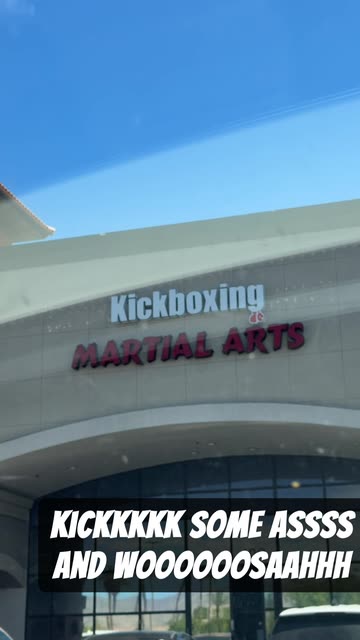 Kickboxing
&
MARTIAL ARTS
KICKKKKK SOME ASSSS
AND WOOOOOOSAAHHH